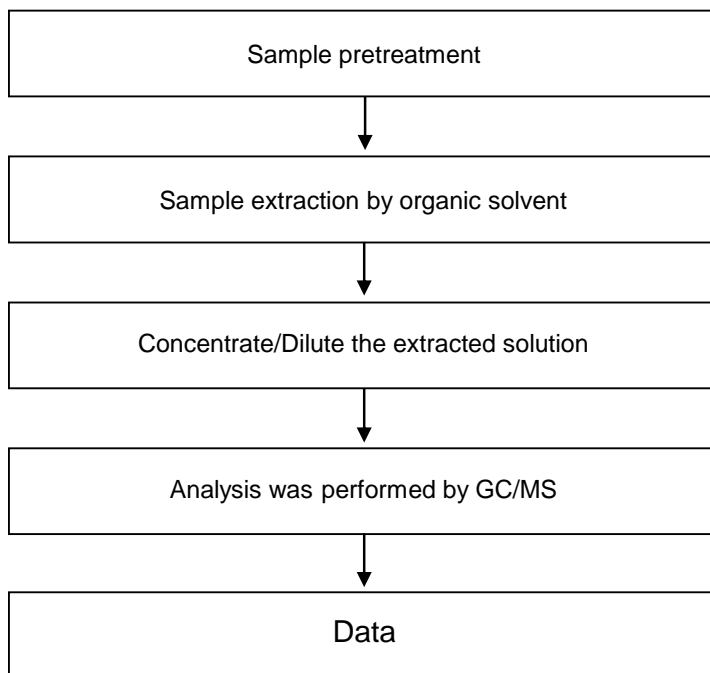 Sample pretreatment
Sample extraction by organic solvent
Concentrate/Dilute the extracted solution
Analysis was performed by GC/MS
Data